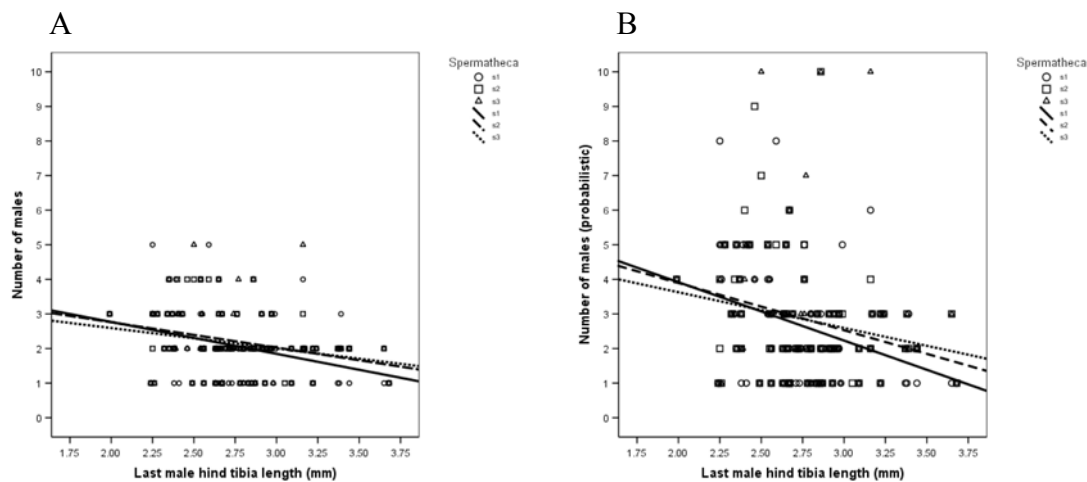 A
Number of males
10
9
8
7
6
5
4
3
2
1
0
1.75 2.00 2.25 2.50 2.75 3.00 3.25 3.50 3.75
Last male hind tibia length (mm)
Spermatheca
s1
s2
s3
s1
s2
s3
B
Number of males (probabilistic)
10
9
8
7
6
5
4
3
2
1
0
1.75 2.00 2.25 2.50 2.75 3.00 3.25 3.50 3.75
Last male hind tibia length (mm)
Spermatheca
s1
s2
s3
s1
s2
s3